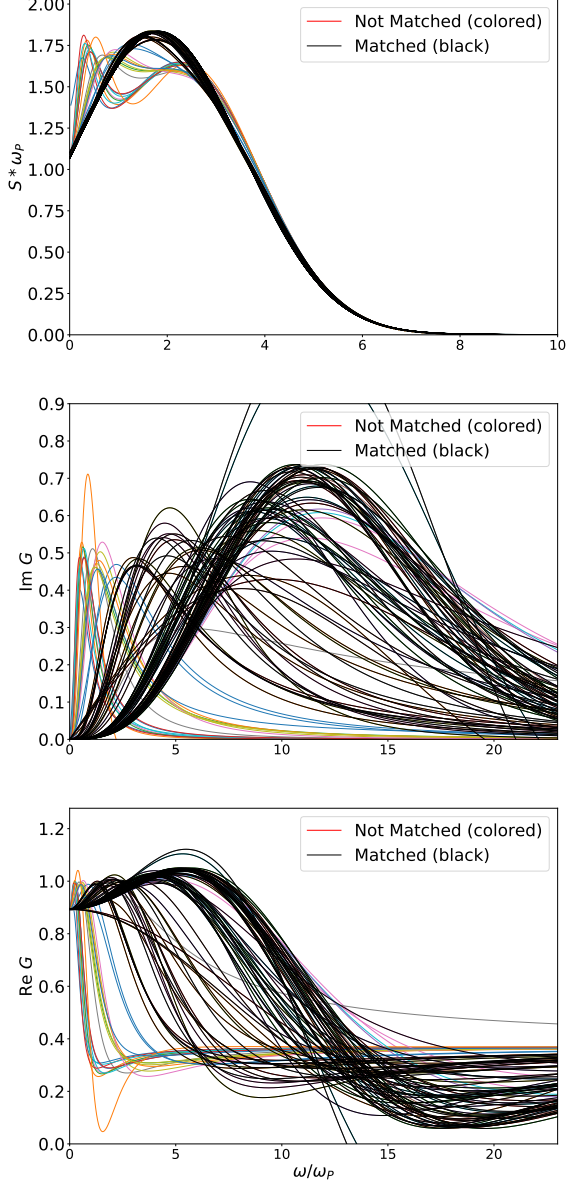 2.00
1.75
1.50
1.25
1.00
0.75
0.50
0.25
0.00
S * ω_P
0 2 4 6 8 10
Not Matched (colored)
Matched (black)
0.9
0.8
0.7
0.6
0.5
0.4
0.3
0.2
0.1
0.0
Im G
0 5 10 15 20
Not Matched (colored)
Matched (black)
1.2
1.0
0.8
0.6
0.4
0.2
0.0
Re G
0 5 10 15 20
ω/ω_P
Not Matched (colored)
Matched (black)